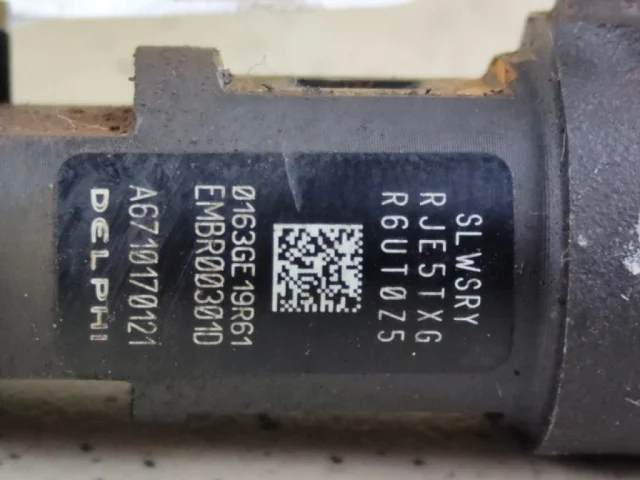 SLWSRY
RJE5TXG
R6UT0Z5
0163GE19R61
EMBR00301D
A6710170121
DELPHI